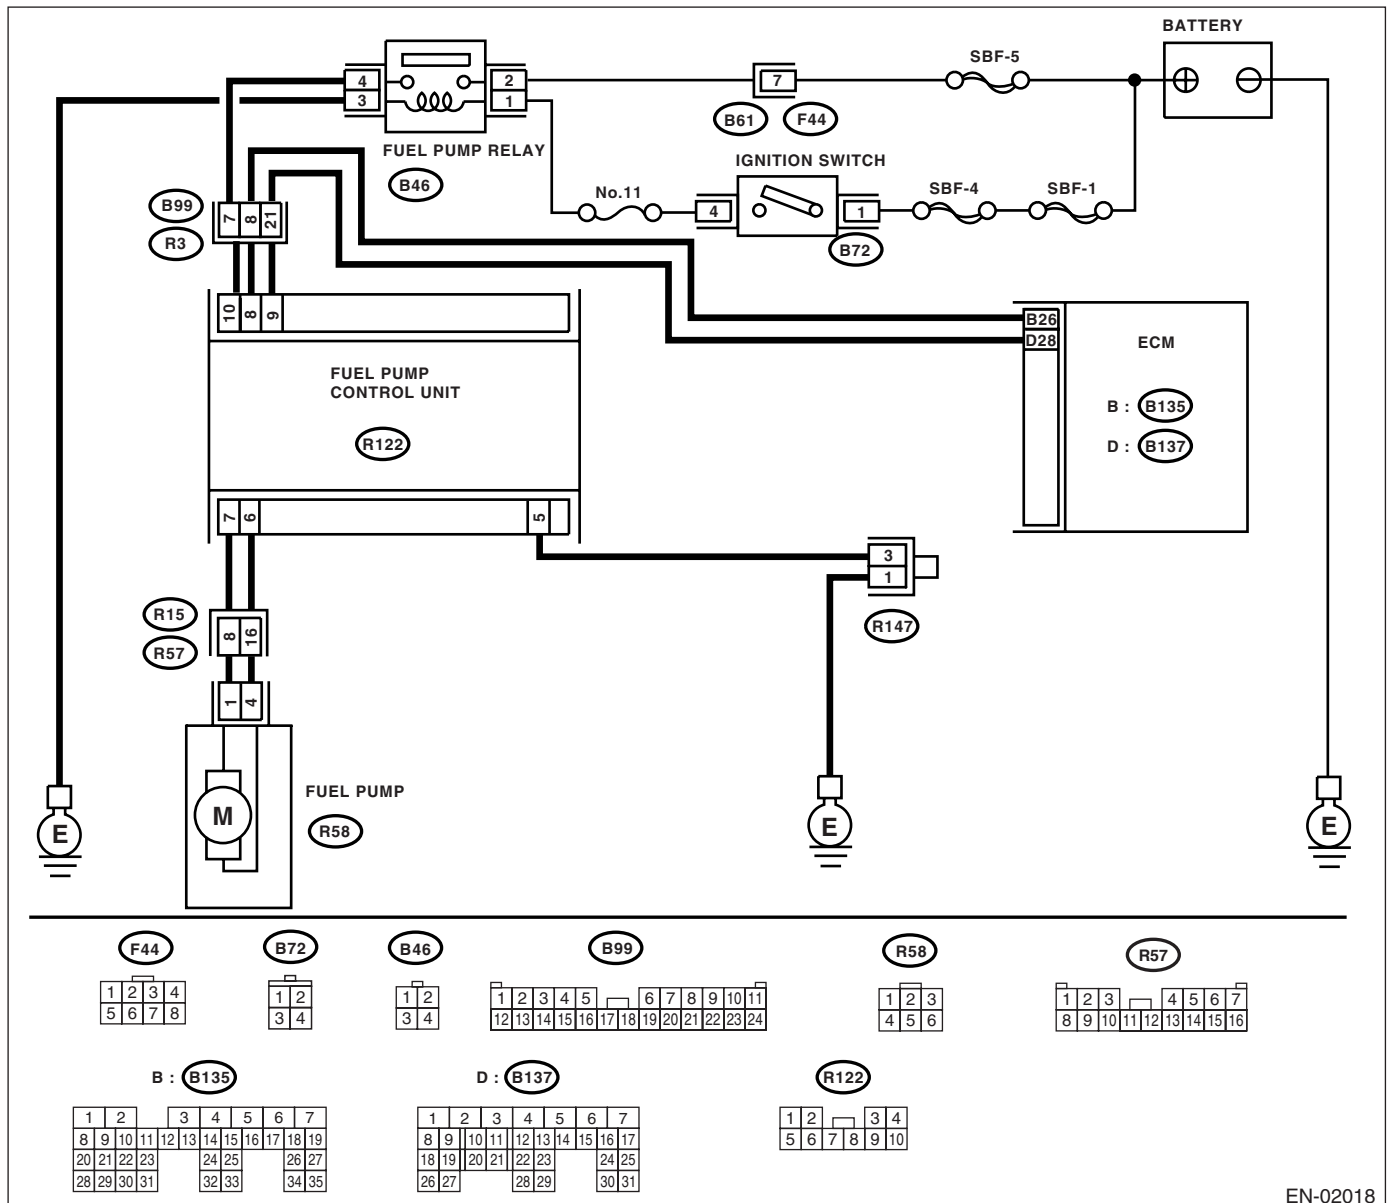 BATTERY
SBF-5
4 2
3 1
7
B61 F44
FUEL PUMP RELAY
B46
IGNITION SWITCH
No.11
4 1
SBF-4 SBF-1
B72
B99
R3
7 8 21
10 8 9
FUEL PUMP
CONTROL UNIT
R122
B26
D28
ECM
B : B135
D : B137
7 6 5
3
1
R147
R15
R57
8 16
1 4
M
FUEL PUMP
R58
E E E
F44 B72 B46 B99 R58 R57
1 2 3 4
5 6 7 8
1 2
3 4
1 2
3 4
1 2 3 4 5 6 7 8 9 10 11
12 13 14 15 16 17 18 19 20 21 22 23 24
1 2 3
4 5 6
1 2 3 4 5 6 7
8 9 10 11 12 13 14 15 16
B : B135 D : B137 R122
1 2 3 4 5 6 7
8 9 10 11 12 13 14 15 16 17 18 19
20 21 22 23 24 25 26 27
28 29 30 31 32 33 34 35
1 2 3 4 5 6 7
8 9 10 11 12 13 14 15 16 17
18 19 20 21 22 23 24 25
26 27 28 29 30 31
1 2 3 4
5 6 7 8 9 10
EN-02018